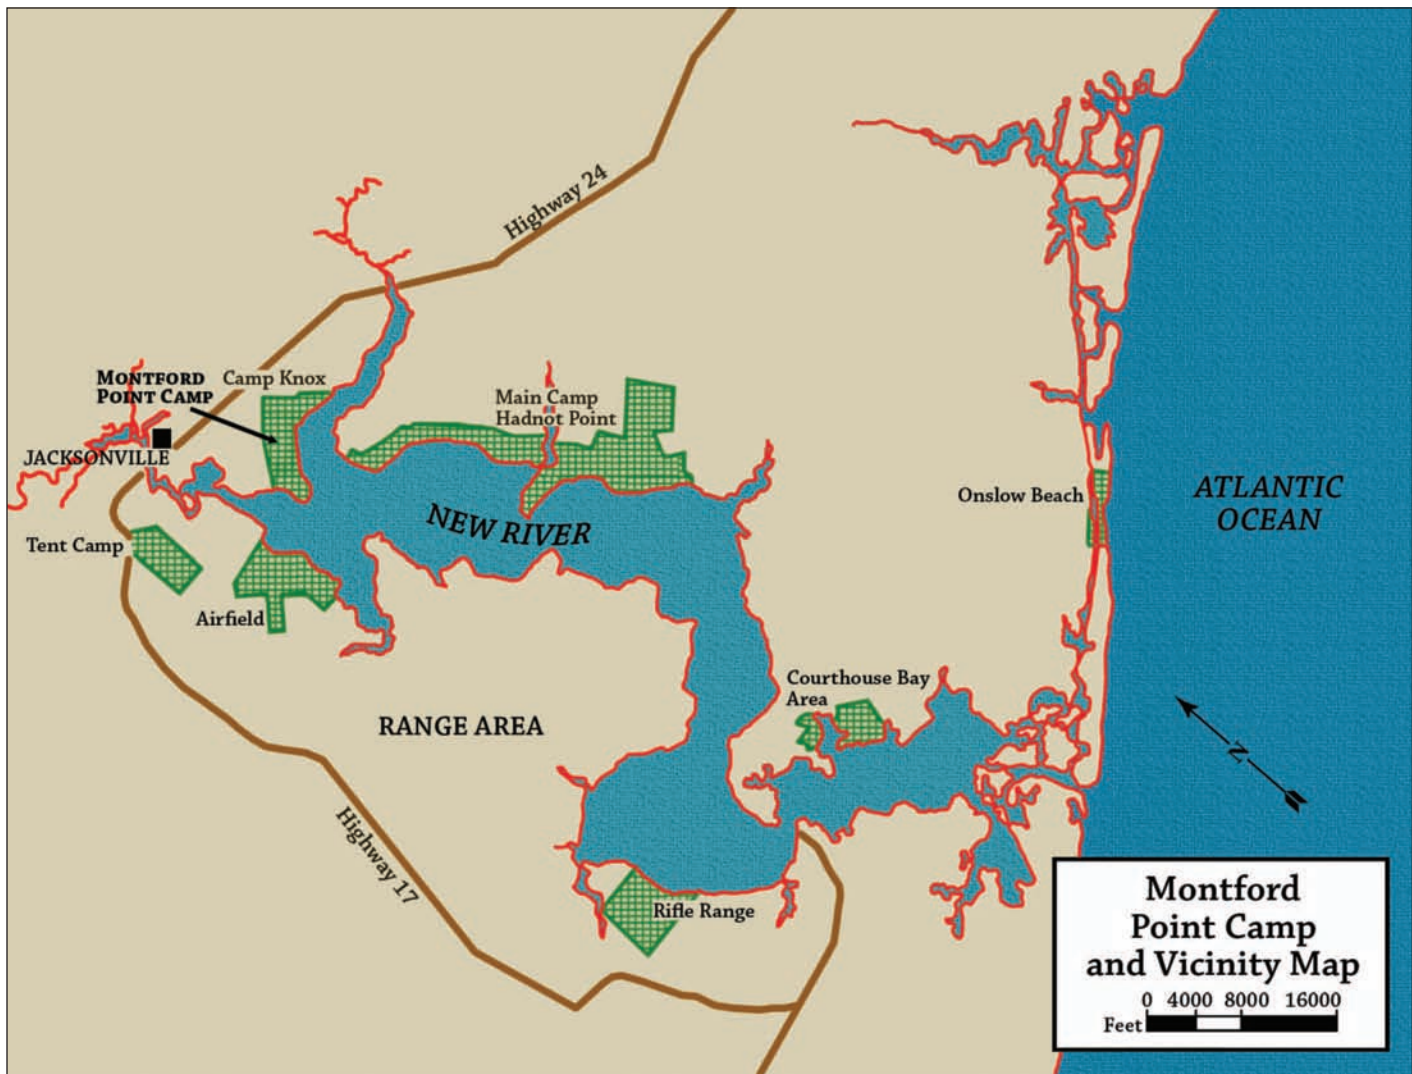 Highway 24
MONTFORD
POINT CAMP
Camp Knox
Main Camp
Hadnot Point
JACKSONVILLE
Onslow Beach
ATLANTIC
OCEAN
NEW RIVER
Tent Camp
Airfield
Courthouse Bay
Area
RANGE AREA
N
Highway 17
Rifle Range
Montford
Point Camp
and Vicinity Map
0 4000 8000 16000
Feet